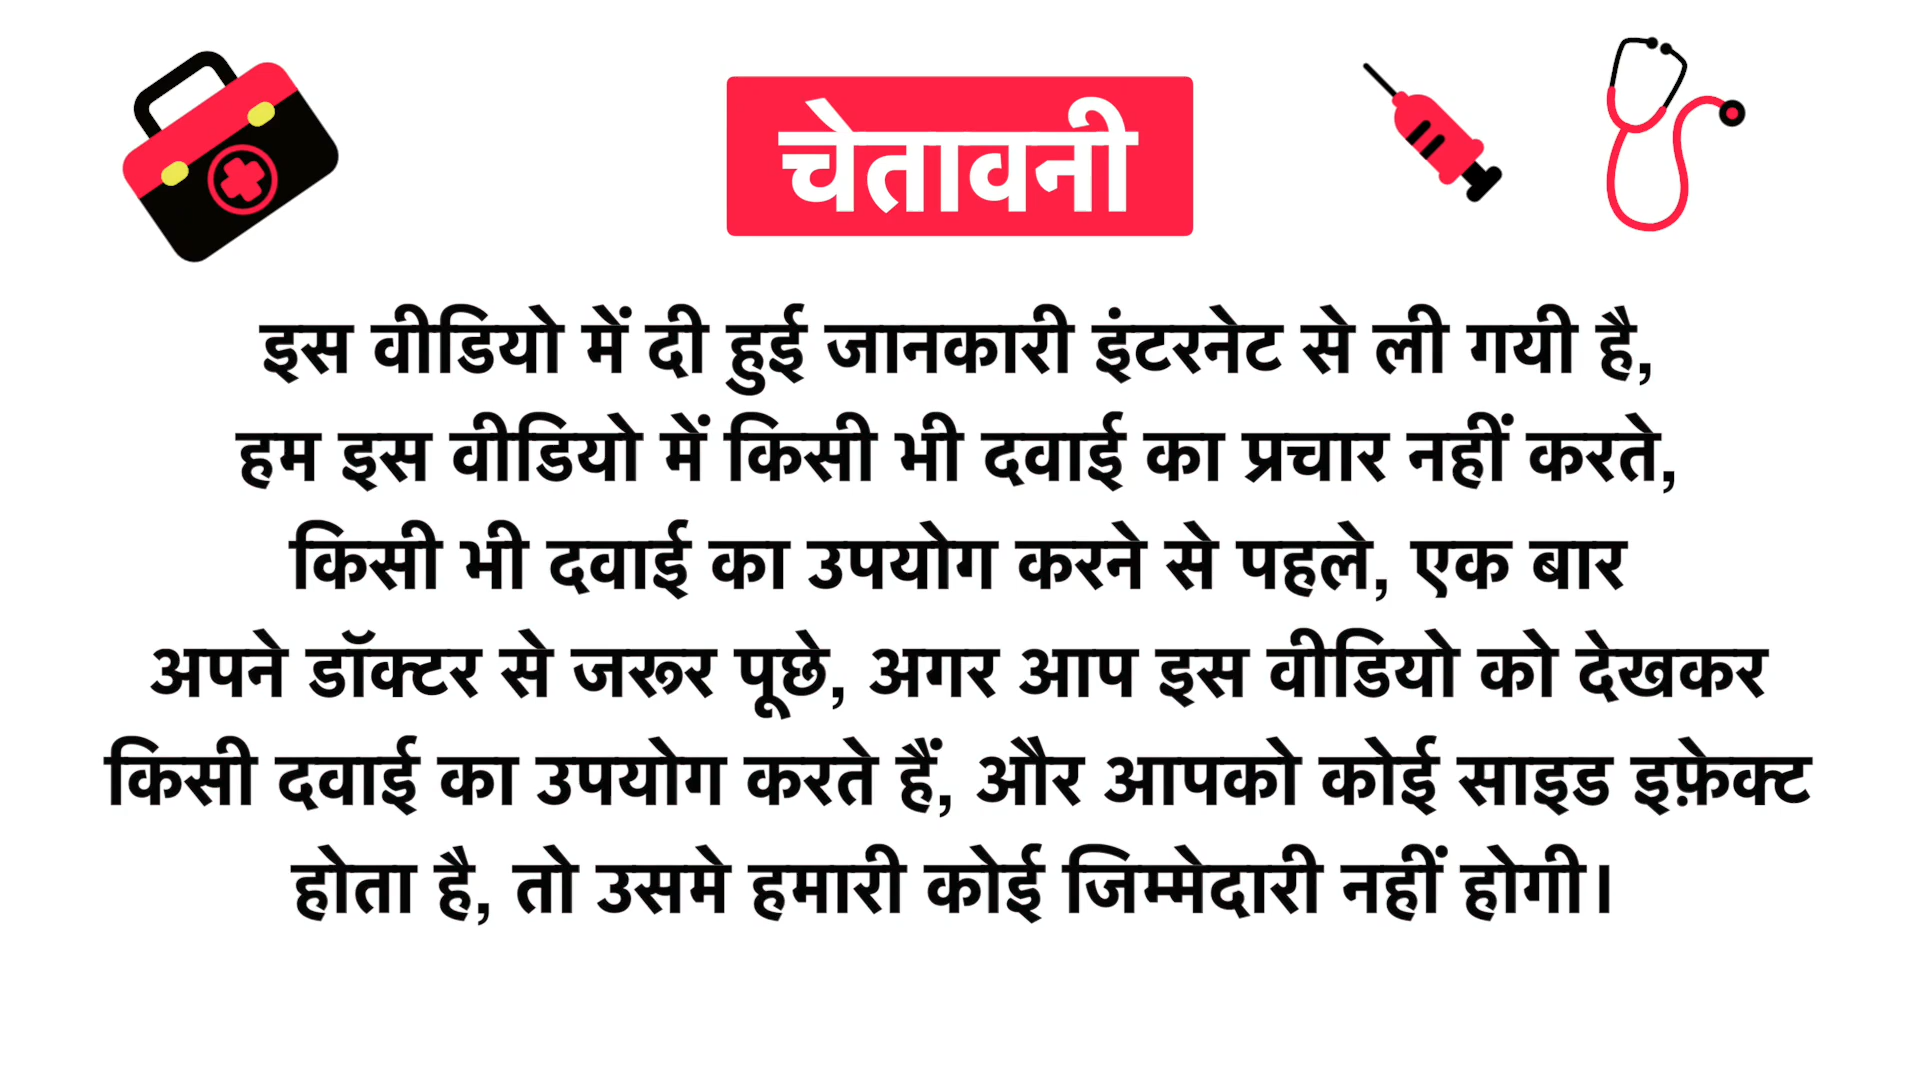 चेतावनी
इस वीडियो में दी हुई जानकारी इंटरनेट से ली गयी है,
हम इस वीडियो में किसी भी दवाई का प्रचार नहीं करते,
किसी भी दवाई का उपयोग करने से पहले, एक बार
अपने डॉक्टर से जरूर पूछे, अगर आप इस वीडियो को देखकर
किसी दवाई का उपयोग करते हैं, और आपको कोई साइड इफ़ेक्ट
होता है, तो उसमे हमारी कोई जिम्मेदारी नहीं होगी।